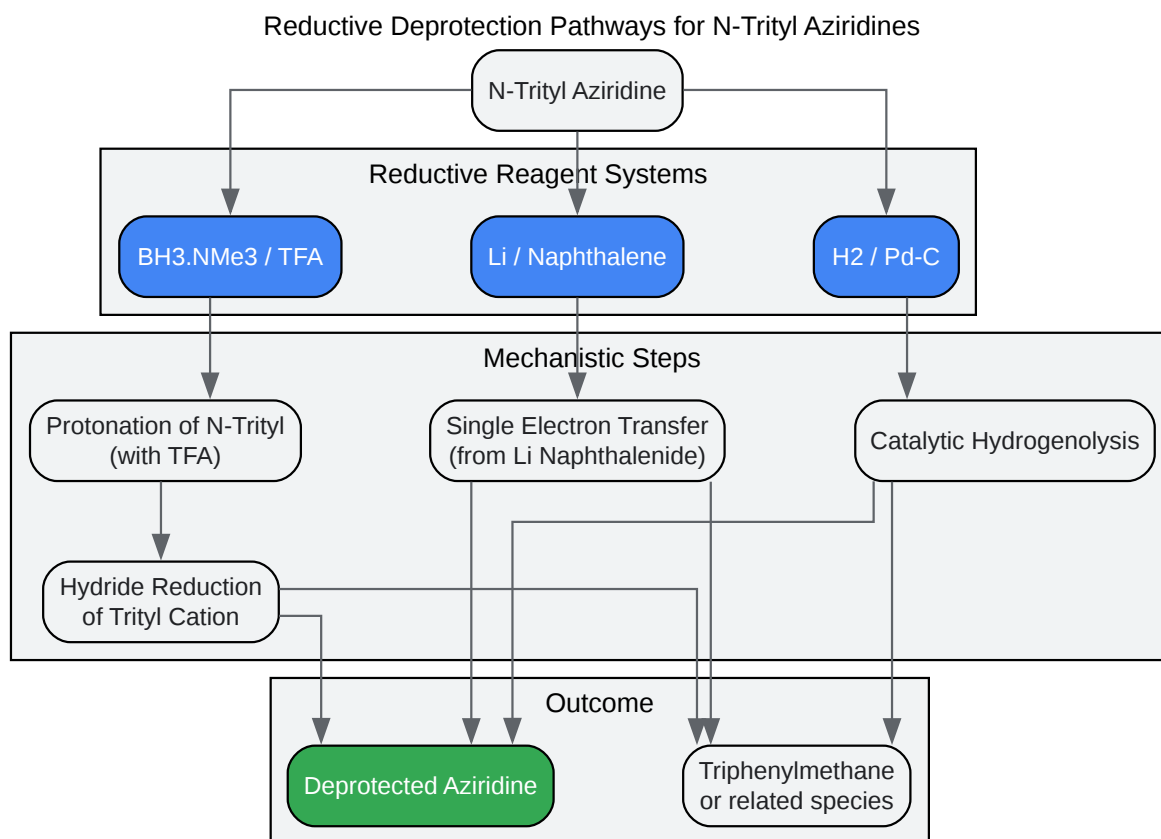 Reductive Deprotection Pathways for N-Trityl Aziridines
N-Trityl Aziridine
Reductive Reagent Systems
BH3.NMe3 / TFA
Li / Naphthalene
H2 / Pd-C
Mechanistic Steps
Protonation of N-Trityl
(with TFA)
Single Electron Transfer
(from Li Naphthalenide)
Catalytic Hydrogenolysis
Hydride Reduction
of Trityl Cation
Outcome
Deprotected Aziridine
Triphenylmethane
or related species